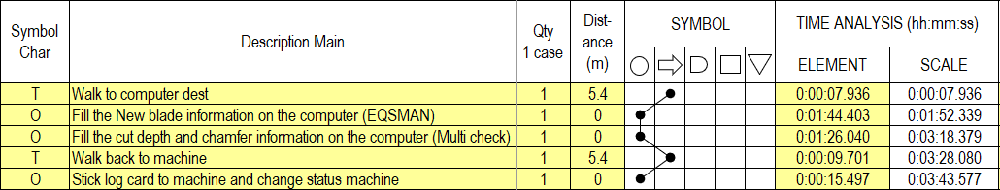 Symbol Char Description Main Qty 1 case Dist-ance (m) SYMBOL TIME ANALYSIS (hh:mm:ss)
ELEMENT SCALE
T Walk to computer dest 1 5.4 0:00:07.936 0:00:07.936
O Fill the New blade information on the computer (EQSMAN) 1 0 0:01:44.403 0:01:52.339
O Fill the cut depth and chamfer information on the computer (Multi check) 1 0 0:01:26.040 0:03:18.379
T Walk back to machine 1 5.4 0:00:09.701 0:03:28.080
O Stick log card to machine and change status machine 1 0 0:00:15.497 0:03:43.577